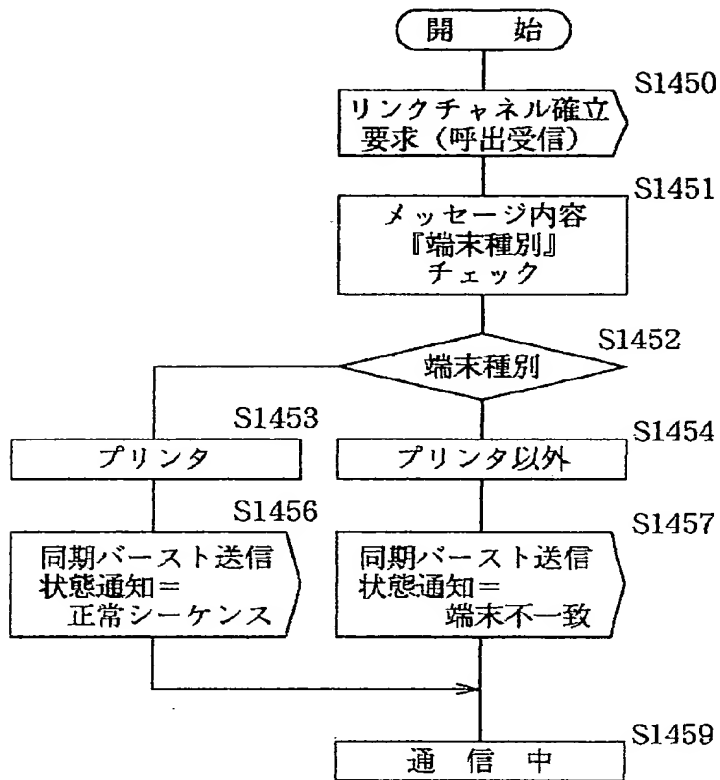 開　始
S1450
リンクチャネル確立
要求（呼出受信）
S1451
メッセージ内容
『端末種別』
チェック
S1452
端末種別
S1453
プリンタ
S1454
プリンタ以外
S1456
同期バースト送信
状態通知＝
正常シーケンス
S1457
同期バースト送信
状態通知＝
端末不一致
S1459
通　信　中